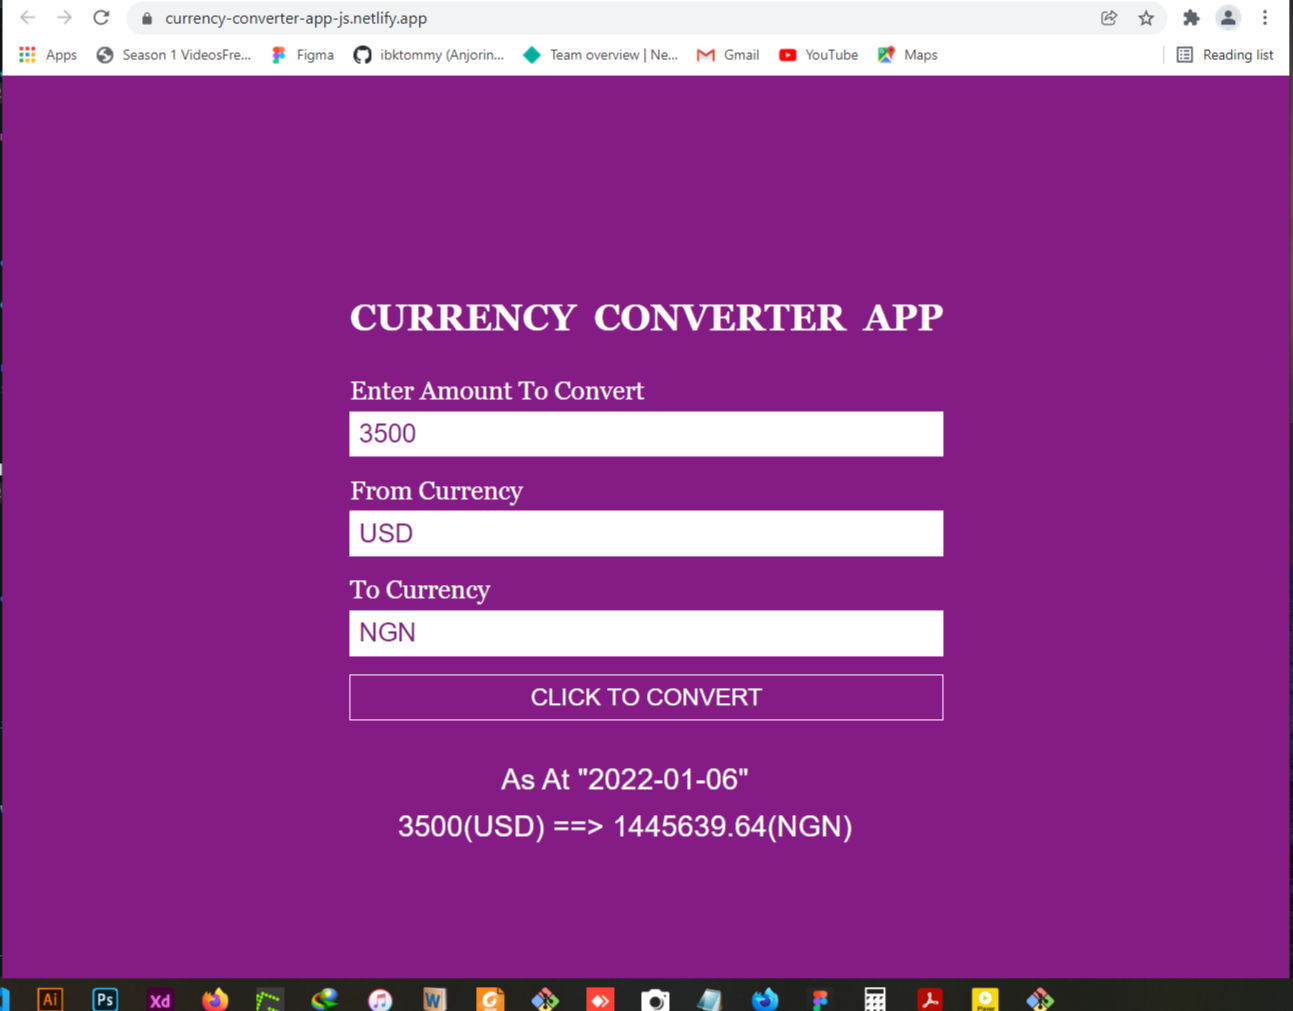 currency-converter-app-js.netlify.app
Apps Season 1 VideosFre... Figma ibktommy (Anjorin... Team overview | Ne... Gmail YouTube Maps Reading list
CURRENCY CONVERTER APP
Enter Amount To Convert
3500
From Currency
USD
To Currency
NGN
CLICK TO CONVERT
As At "2022-01-06"
3500(USD) ==> 1445639.64(NGN)
Ai Ps Xd W